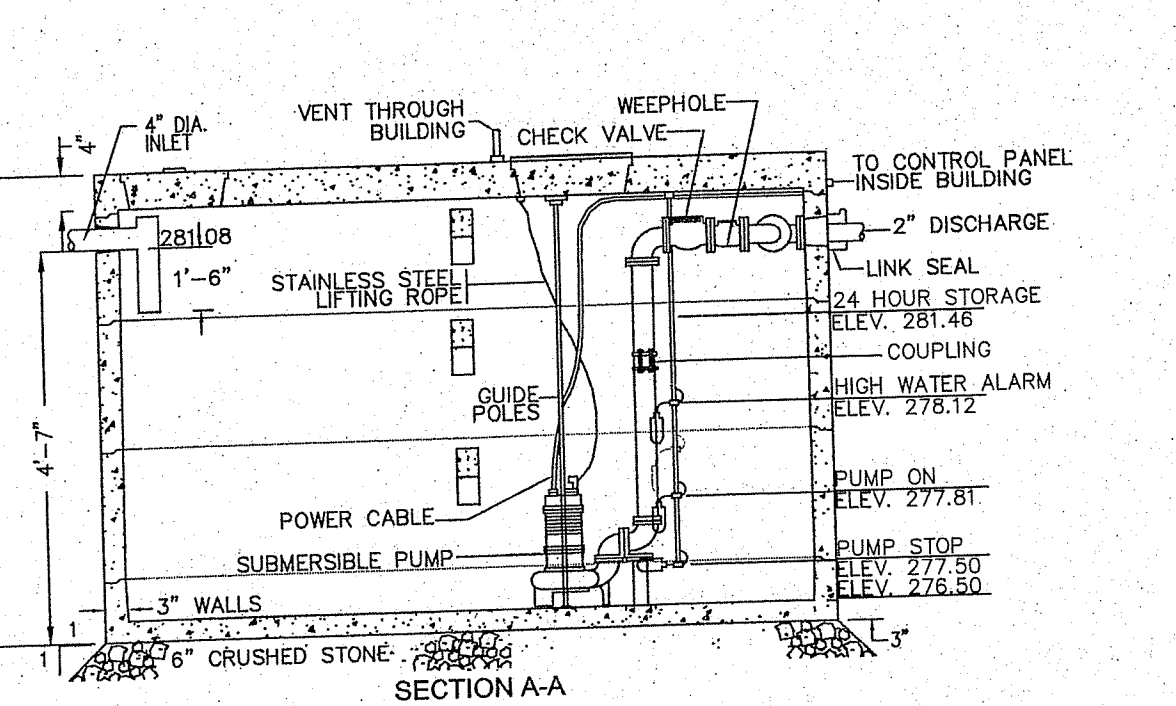 VENT THROUGH
BUILDING
WEEPHOLE
CHECK VALVE
4" DIA.
INLET
4"
TO CONTROL PANEL
INSIDE BUILDING
2" DISCHARGE
281.08
1'-6"
STAINLESS STEEL
LIFTING ROPE
LINK SEAL
24 HOUR STORAGE
ELEV. 281.46
COUPLING
GUIDE
POLES
HIGH WATER ALARM
ELEV. 278.12
4'-7"
PUMP ON
ELEV. 277.81
POWER CABLE
SUBMERSIBLE PUMP
PUMP STOP
ELEV. 277.50
ELEV. 276.50
3" WALLS
1
1
6" CRUSHED STONE
3"
SECTION A-A